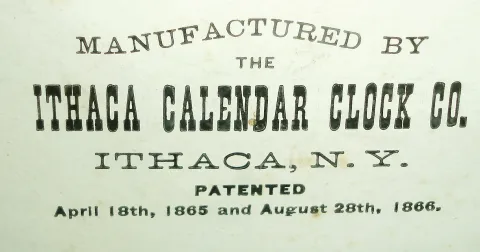 MANUFACTURED BY
THE
ITHACA CALENDAR CLOCK CO.
ITHACA, N. Y.
PATENTED
April 18th, 1865 and August 28th, 1866.